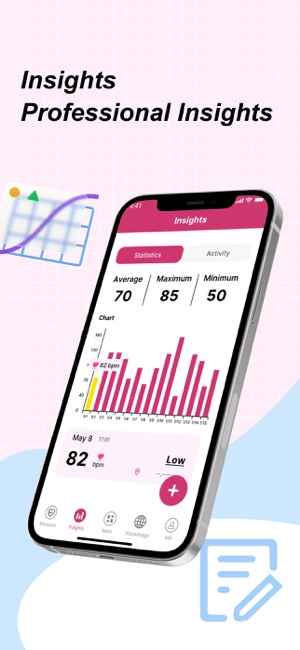 Insights
Professional Insights
9:41
Insights
Statistics
Activity
Average
Maximum
Minimum
70
85
50
Chart
82 bpm
May 8 17:01
82 bpm
Low
+
Measure
Insights
Main
Knowledge
Me